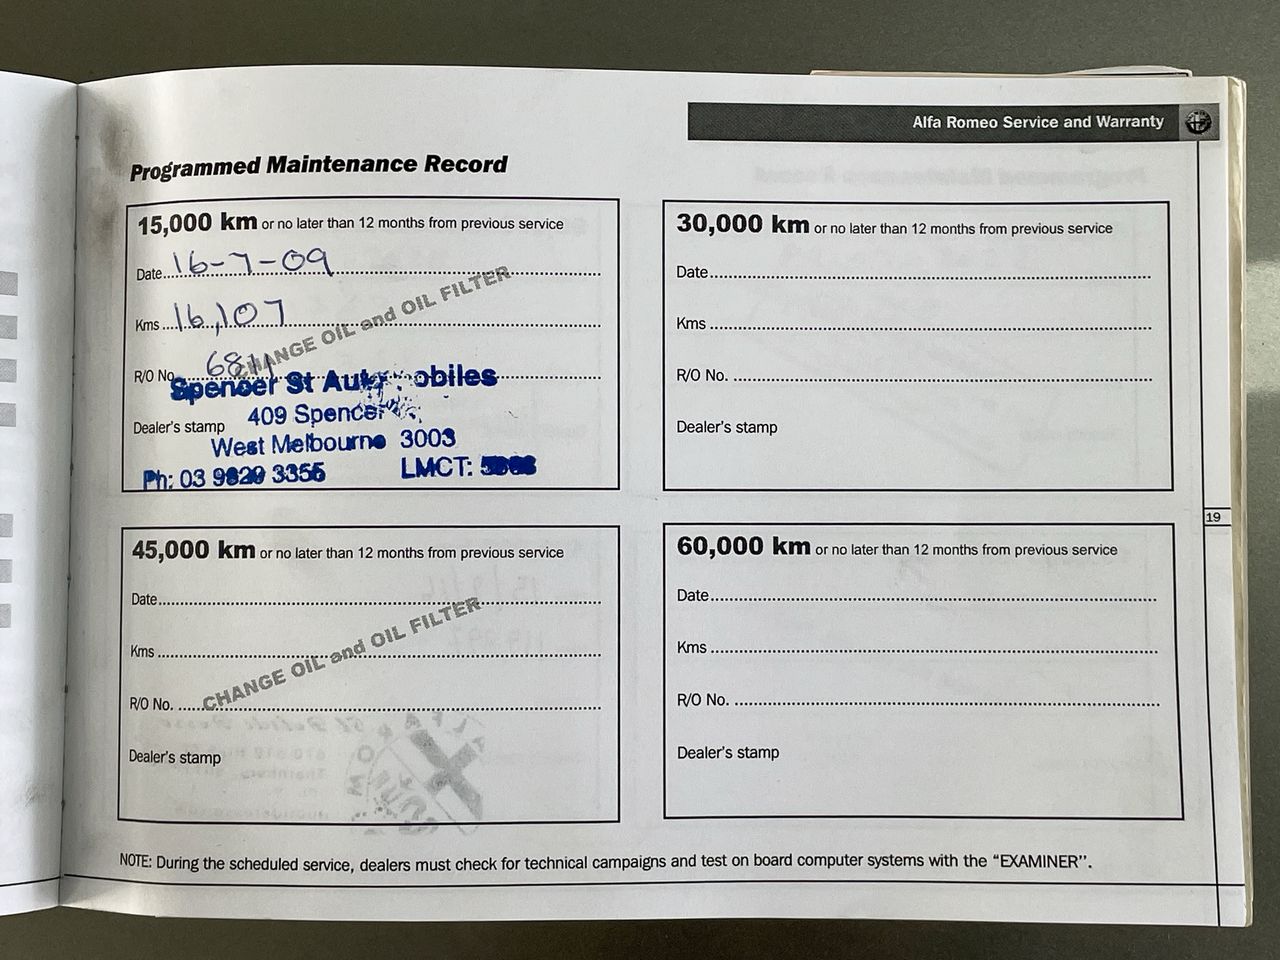 Alfa Romeo Service and Warranty
Programmed Maintenance Record
15,000 km or no later than 12 months from previous service
Date 16-7-09
Kms 16,107
R/O No.
CHANGE OIL and OIL FILTER
Spencer St Automobiles
409 Spencer
Dealer's stamp
West Melbourne 3003
Ph: 03 3355
LMCT:
30,000 km or no later than 12 months from previous service
Date
Kms
R/O No.
Dealer's stamp
45,000 km or no later than 12 months from previous service
Date
Kms
R/O No.
CHANGE OIL and OIL FILTER
Dealer's stamp
60,000 km or no later than 12 months from previous service
Date
Kms
R/O No.
Dealer's stamp
19
NOTE: During the scheduled service, dealers must check for technical campaigns and test on board computer systems with the "EXAMINER".